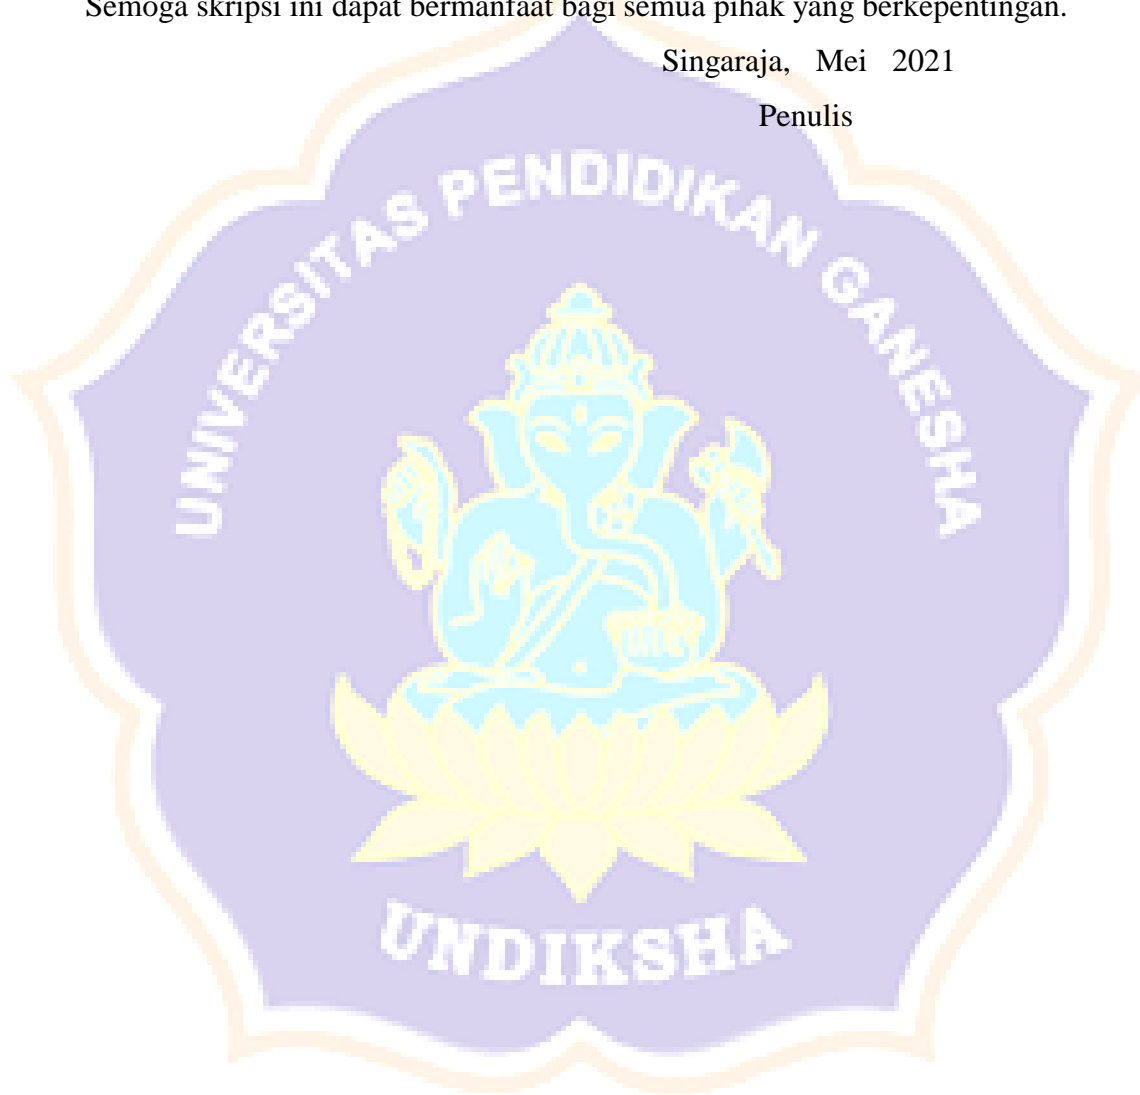 Semoga skripsi ini dapat bermanfaat bagi semua pihak yang berkepentingan.
Singaraja, Mei 2021
Penulis
UNIVERSITAS PENDIDIKAN GANESHA
UNDIKSHA